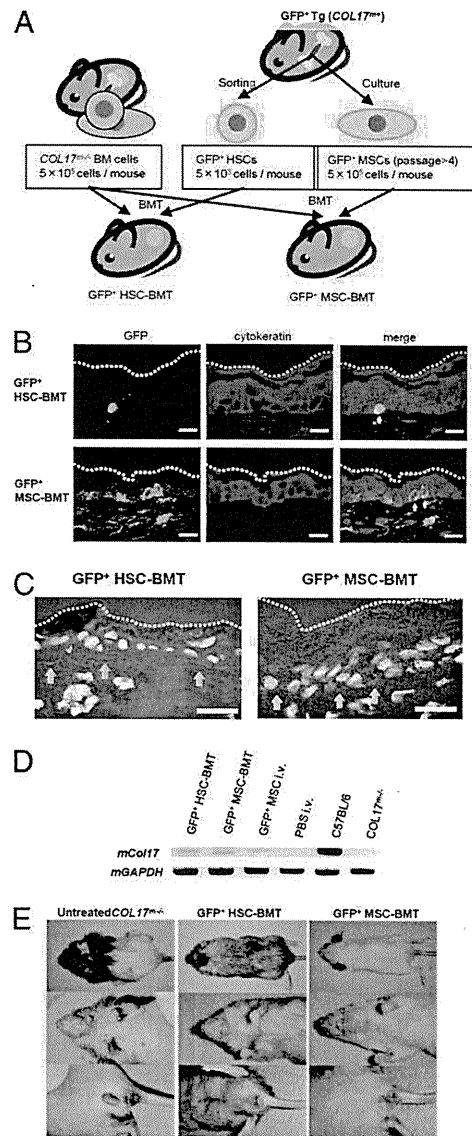 A
GFP⁺ Tg (COL17ᵐ⁺)
Sorting
Culture
COL17ᵐ⁻/⁻ BM cells
5 × 10⁵ cells / mouse
GFP⁺ HSCs
5 × 10⁵ cells / mouse
GFP⁺ MSCs (passage>4)
5 × 10⁵ cells / mouse
BMT
BMT
GFP⁺ HSC-BMT
GFP⁺ MSC-BMT
B
GFP
cytokeratin
merge
GFP⁺
HSC-BMT
GFP⁺
MSC-BMT
C
GFP⁺ HSC-BMT
GFP⁺ MSC-BMT
D
GFP⁺ HSC-BMT
GFP⁺ MSC-BMT
GFP⁺ MSC i.v.
PBS i.v.
C57BL/6
COL17ᵐ⁻/⁻
mCol17
mGAPDH
E
Untreated COL17ᵐ⁻/⁻
GFP⁺ HSC-BMT
GFP⁺ MSC-BMT